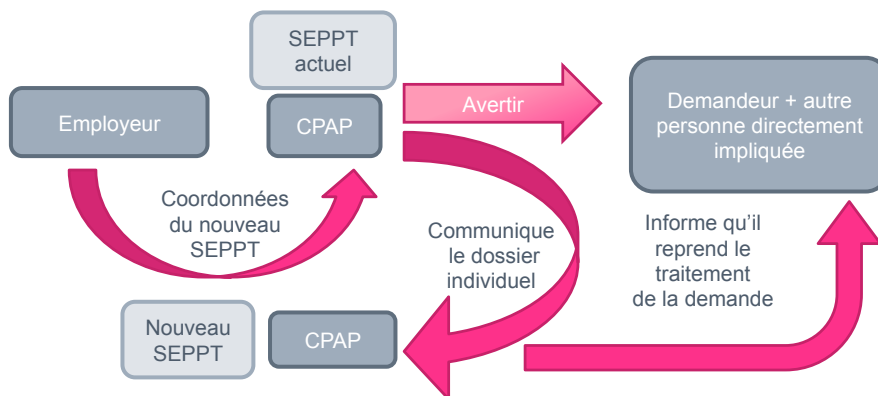 SEPPT
actuel
Employeur
CPAP
Avertir
Demandeur + autre
personne directement
impliquée
Coordonnées
du nouveau
SEPPT
Communique
le dossier
individuel
Informe qu’il
reprend le
traitement
de la demande
Nouveau
SEPPT
CPAP